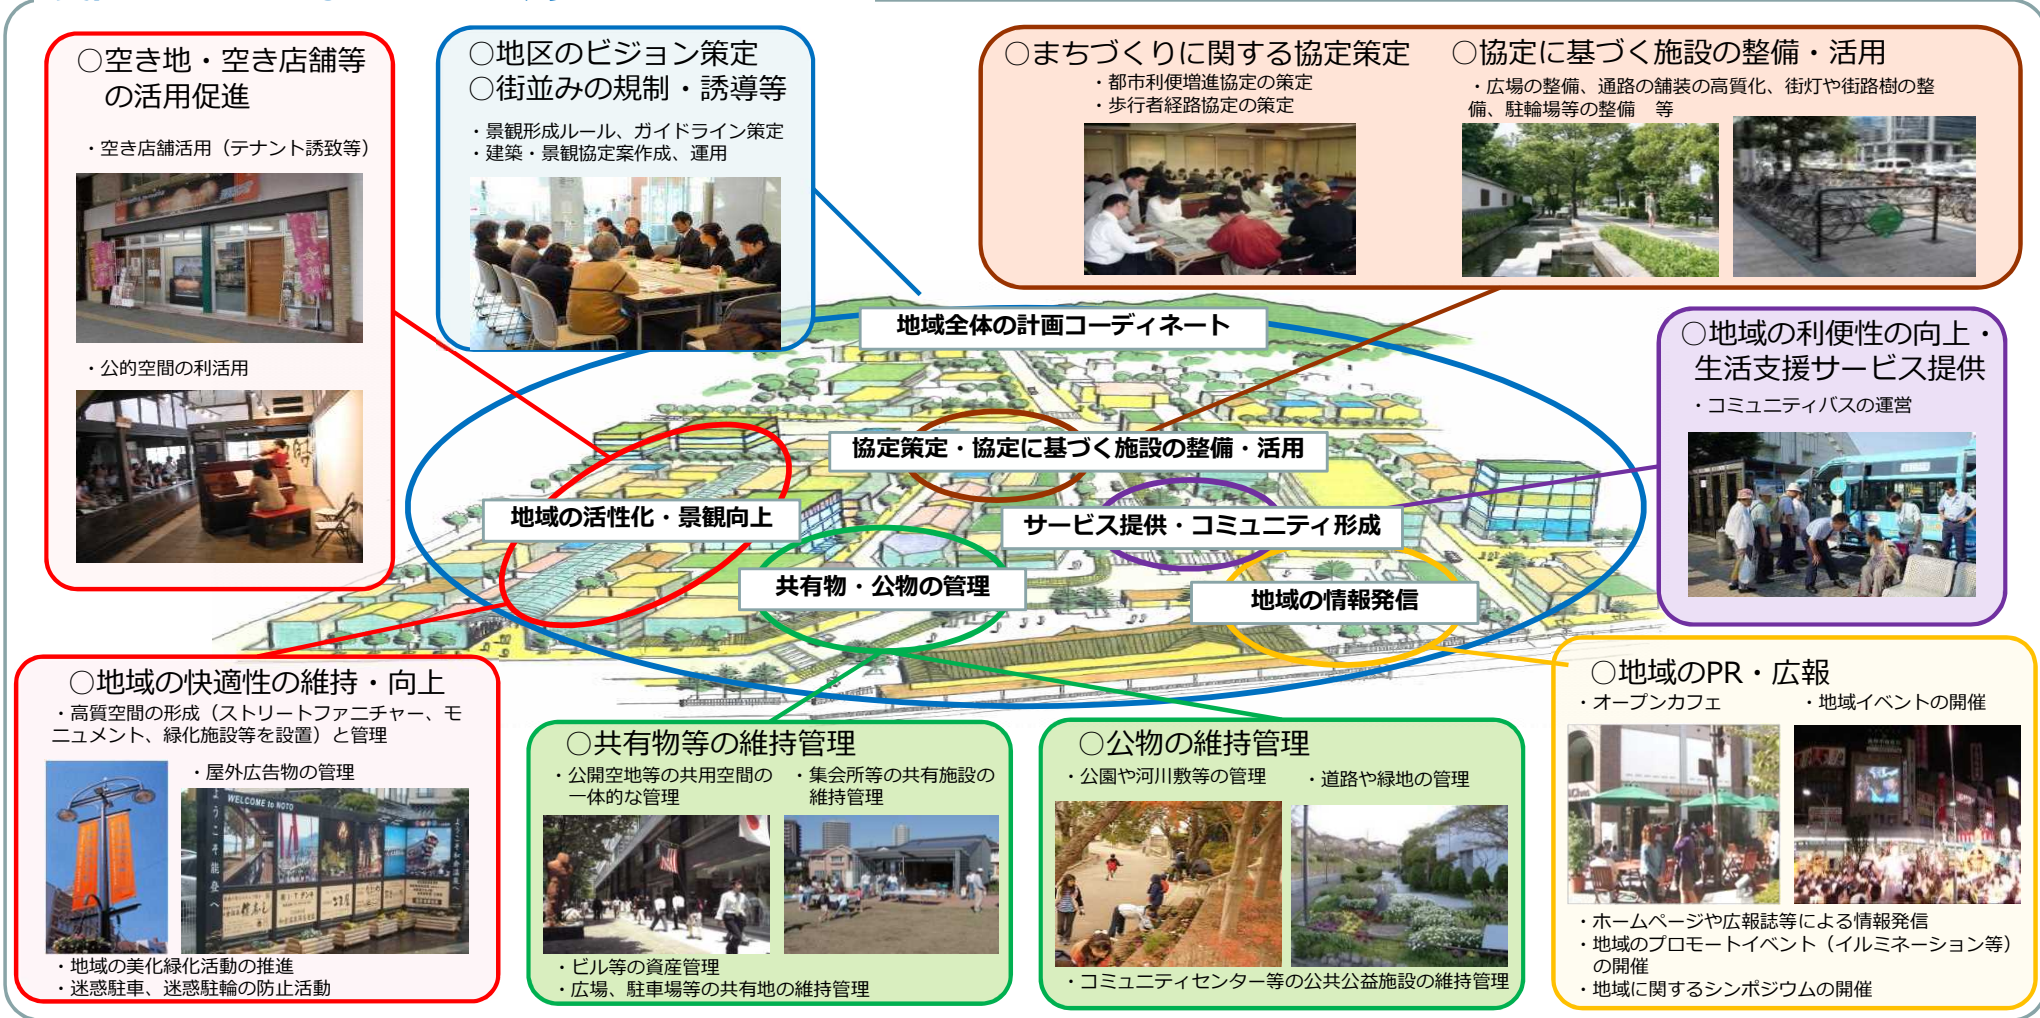 ○空き地・空き店舗等
の活用促進
・空き店舗活用（テナント誘致等）
・公的空間の利活用
○地区のビジョン策定
○街並みの規制・誘導等
・景観形成ルール、ガイドライン策定
・建築・景観協定案作成、運用
○まちづくりに関する協定策定
・都市利便増進協定の策定
・歩行者経路協定の策定
○協定に基づく施設の整備・活用
・広場の整備、通路の舗装の高質化、街灯や街路樹の整
備、駐輪場等の整備　等
地域全体の計画コーディネート
協定策定・協定に基づく施設の整備・活用
地域の活性化・景観向上
サービス提供・コミュニティ形成
共有物・公物の管理
地域の情報発信
○地域の利便性の向上・
生活支援サービス提供
・コミュニティバスの運営
○地域の快適性の維持・向上
・高質空間の形成（ストリートファニチャー、モ
ニュメント、緑化施設等を設置）と管理
・屋外広告物の管理
WELCOME to NOTO
ようこそ能登へ
・地域の美化緑化活動の推進
・迷惑駐車、迷惑駐輪の防止活動
○共有物等の維持管理
・公開空地等の共用空間の
一体的な管理
・集会所等の共有施設の
維持管理
・ビル等の資産管理
・広場、駐車場等の共有地の維持管理
○公物の維持管理
・公園や河川敷等の管理
・道路や緑地の管理
・コミュニティセンター等の公共公益施設の維持管理
○地域のPR・広報
・オープンカフェ
・地域イベントの開催
・ホームページや広報誌等による情報発信
・地域のプロモートイベント（イルミネーション等）
の開催
・地域に関するシンポジウムの開催